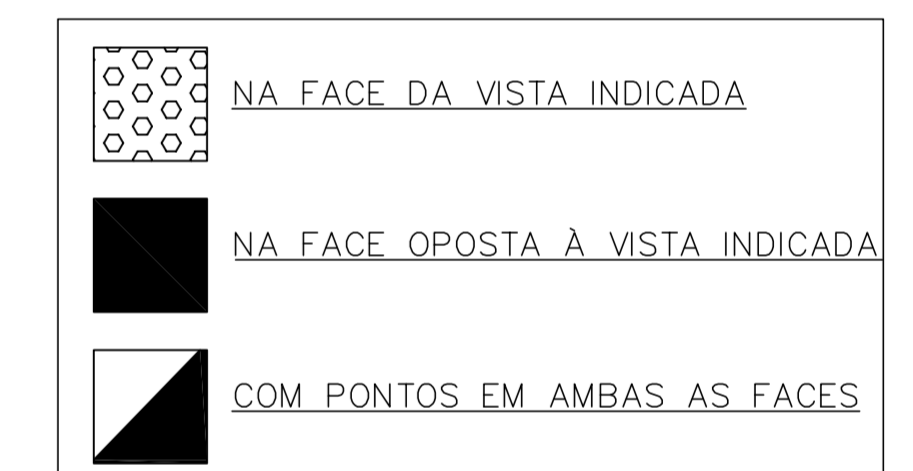 NA FACE DA VISTA INDICADA
NA FACE OPOSTA À VISTA INDICADA
COM PONTOS EM AMBAS AS FACES